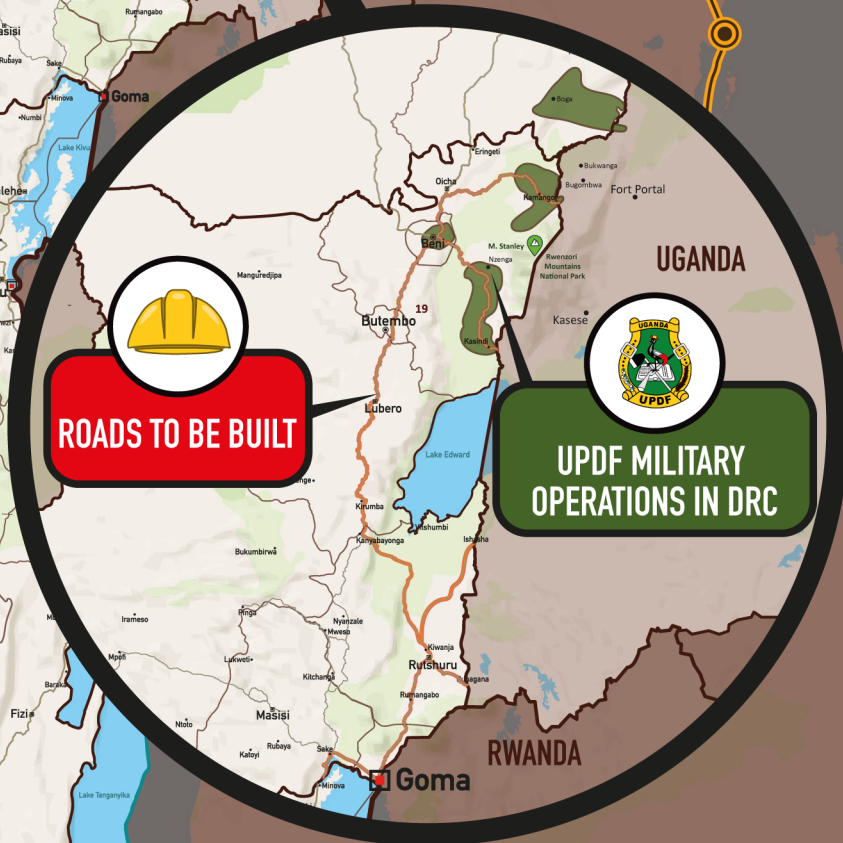 Rumangabo
Sake
Minova
Numbi
Goma
Lake Kivu
Boga
Eringeti
Oicha
Kamango
Bukwanga
Bugombwa
Fort Portal
Beni
M. Stanley
Nzenga
Rwenzori
Mountains
National Park
UGANDA
Manguredjipa
19
Butembo
Kasindi
Kasese
UGANDA
UPDF
ROADS TO BE BUILT
Lubero
UPDF MILITARY
OPERATIONS IN DRC
Lake Edward
Kirumba
Vitshumbi
Kanyabayonga
Ishasha
Bukumbirwa
Irameso
Pinga
Nyanzale
Mweso
Kiwanja
Rutshuru
Mpofi
Lukweti
Kitchanga
Rumangabo
Baraka
Fizi
Ntoto
Masisi
Rubaya
Katoyi
Sake
RWANDA
Goma
Minova
Lake Tanganyika